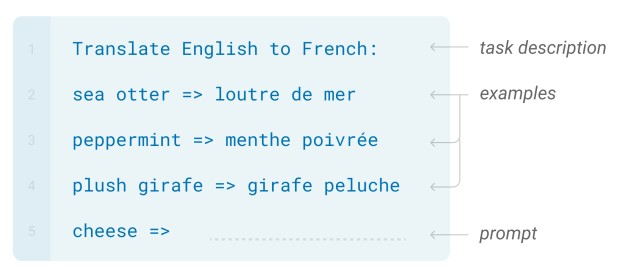 1 Translate English to French: task description
2 sea otter => loutre de mer examples
3 peppermint => menthe poivrée
4 plush girafe => girafe peluche
5 cheese => prompt